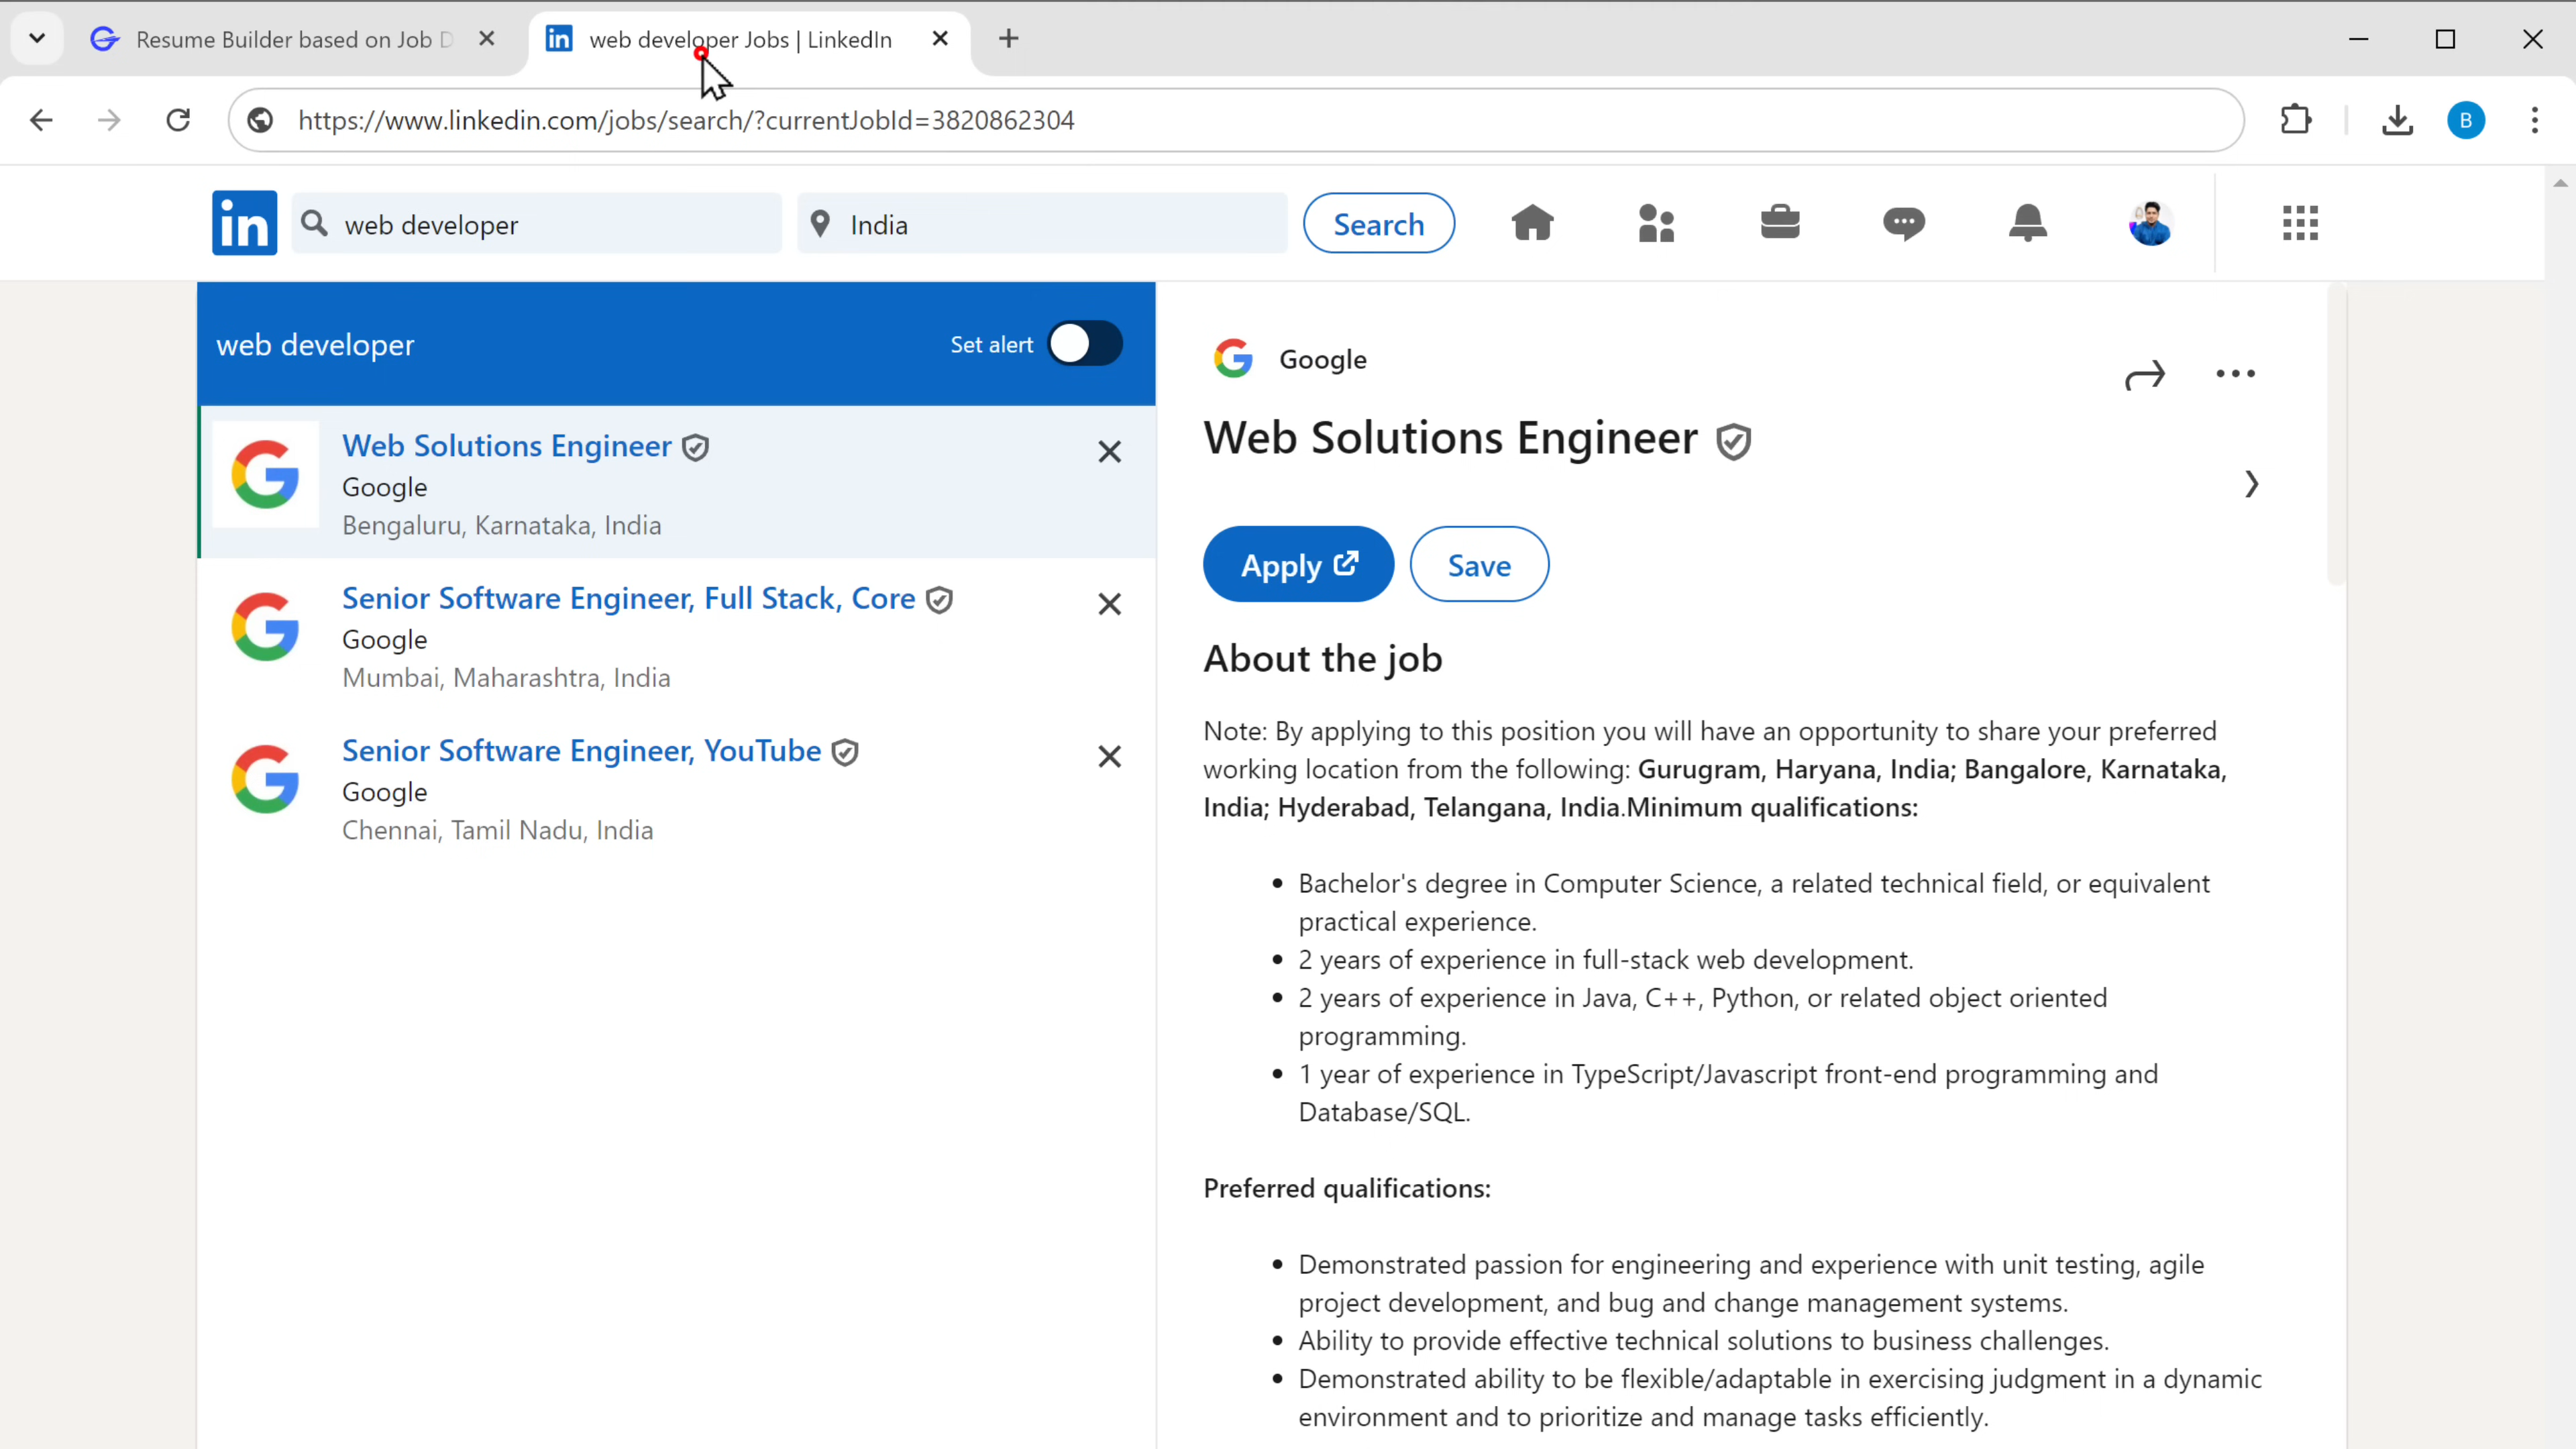 Resume Builder based on Job D
web developer Jobs | LinkedIn
https://www.linkedin.com/jobs/search/?currentJobId=3820862304
B
in
web developer
India
Search
web developer
Set alert
Web Solutions Engineer
Google
Bengaluru, Karnataka, India
Senior Software Engineer, Full Stack, Core
Google
Mumbai, Maharashtra, India
Senior Software Engineer, YouTube
Google
Chennai, Tamil Nadu, India
Google
Web Solutions Engineer
Apply
Save
About the job
Note: By applying to this position you will have an opportunity to share your preferred
working location from the following: Gurugram, Haryana, India; Bangalore, Karnataka,
India; Hyderabad, Telangana, India.Minimum qualifications:
• Bachelor's degree in Computer Science, a related technical field, or equivalent
practical experience.
• 2 years of experience in full-stack web development.
• 2 years of experience in Java, C++, Python, or related object oriented
programming.
• 1 year of experience in TypeScript/Javascript front-end programming and
Database/SQL.
Preferred qualifications:
• Demonstrated passion for engineering and experience with unit testing, agile
project development, and bug and change management systems.
• Ability to provide effective technical solutions to business challenges.
• Demonstrated ability to be flexible/adaptable in exercising judgment in a dynamic
environment and to prioritize and manage tasks efficiently.